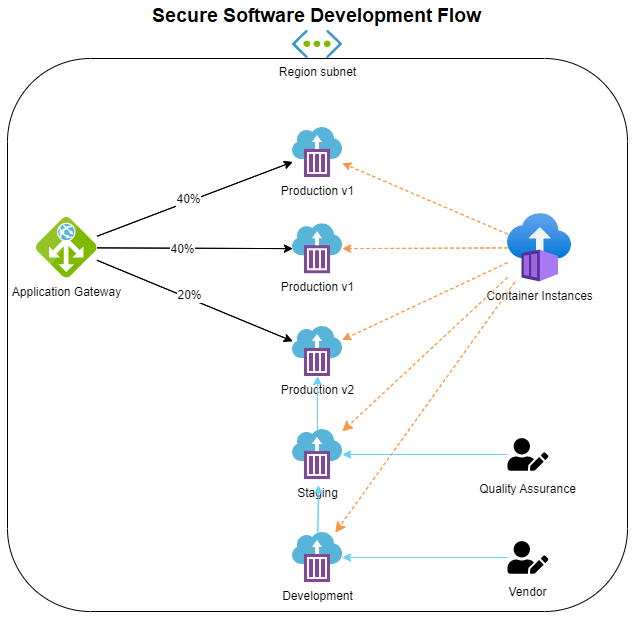 Secure Software Development Flow
Region subnet
40%
Production v1
40%
Production v1
Application Gateway
Container Instances
20%
Production v2
Staging
Quality Assurance
Development
Vendor